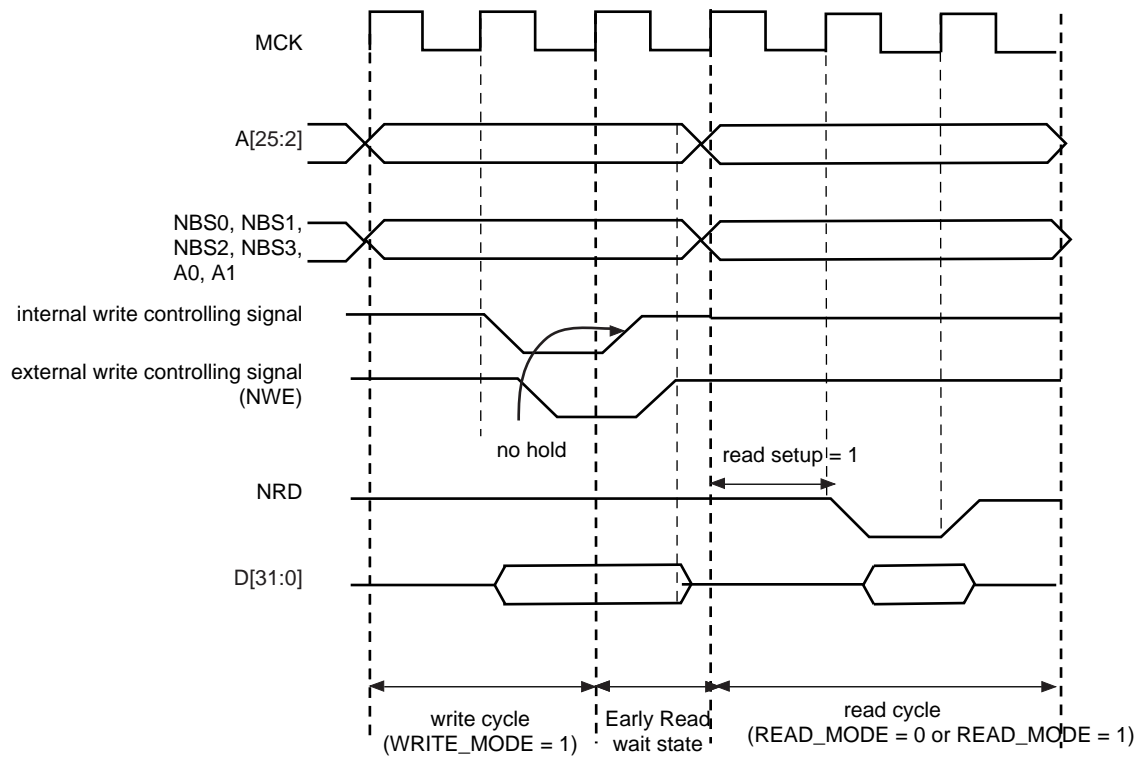 MCK
A[25:2]
NBS0, NBS1,
NBS2, NBS3,
A0, A1
internal write controlling signal
external write controlling signal
(NWE)
no hold
read setup = 1
NRD
D[31:0]
write cycle
(WRITE_MODE = 1)
Early Read
wait state
read cycle
(READ_MODE = 0 or READ_MODE = 1)